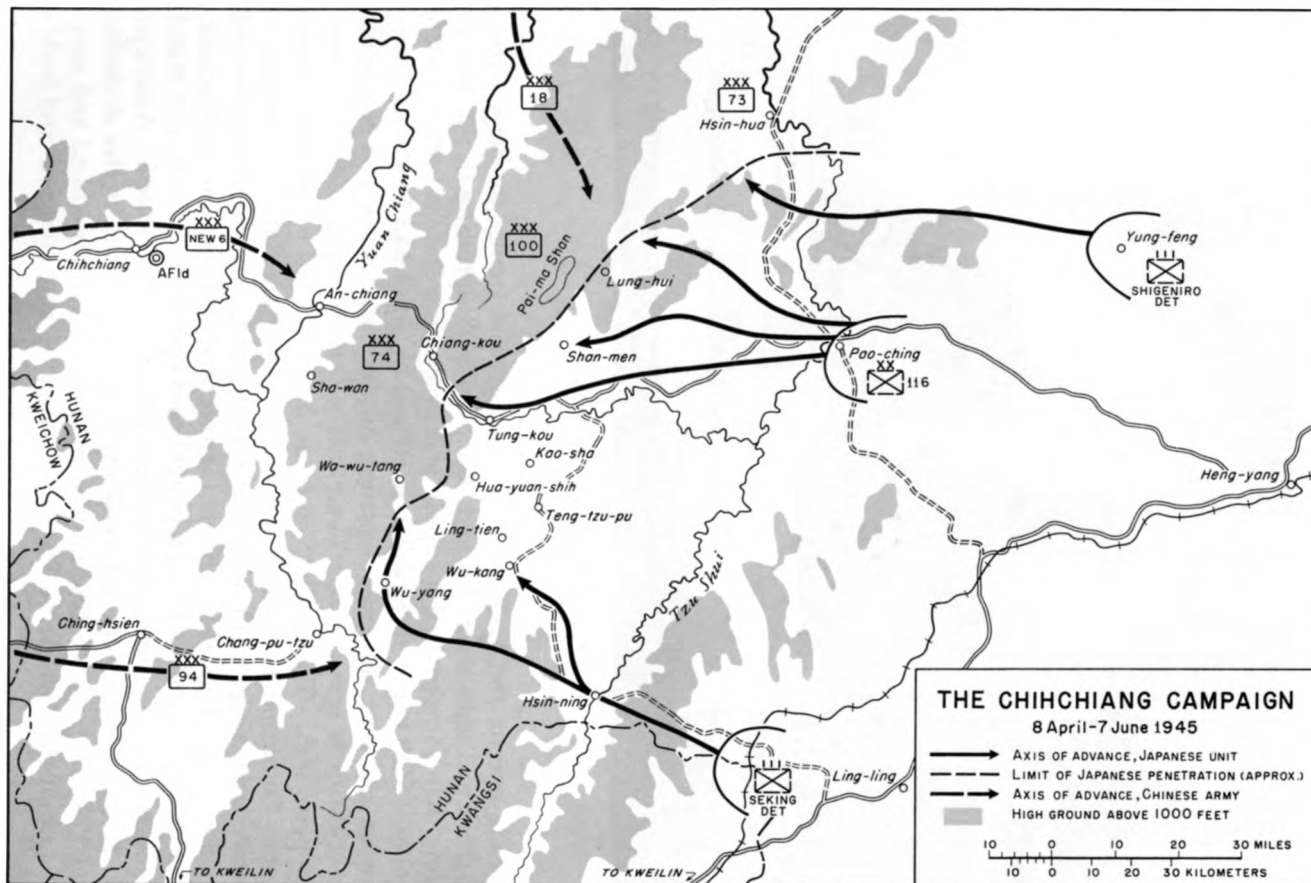 XXX
18
XXX
73
Hsin-hua
Yuan Chiang
XXX
NEW 6
Chihchiang
AFld
XXX
100
Pai-ma Shan
Lung-hui
Yung-feng
III
SHIGENIRO
DET
An-chiang
XXX
74
Chiang-kou
Shan-men
Pao-ching
XX
116
Sha-wan
HUNAN
KWEICHOW
Tung-kou
Kao-sha
Wa-wu-tang
Hua-yuan-shih
Teng-tzu-pu
Heng-yang
Ling-tien
Wu-kang
Wu-yang
Tzu Shui
Ching-hsien
Chang-pu-tzu
XXX
94
Hsin-ning
HUNAN
KWANGSI
III
SEKING
DET
Ling-ling
TO KWEILIN
TO KWEILIN
THE CHIHCHIANG CAMPAIGN
8 April-7 June 1945
AXIS OF ADVANCE, JAPANESE UNIT
LIMIT OF JAPANESE PENETRATION (APPROX.)
AXIS OF ADVANCE, CHINESE ARMY
HIGH GROUND ABOVE 1000 FEET
10 0 10 20 30 MILES
10 0 10 20 30 KILOMETERS